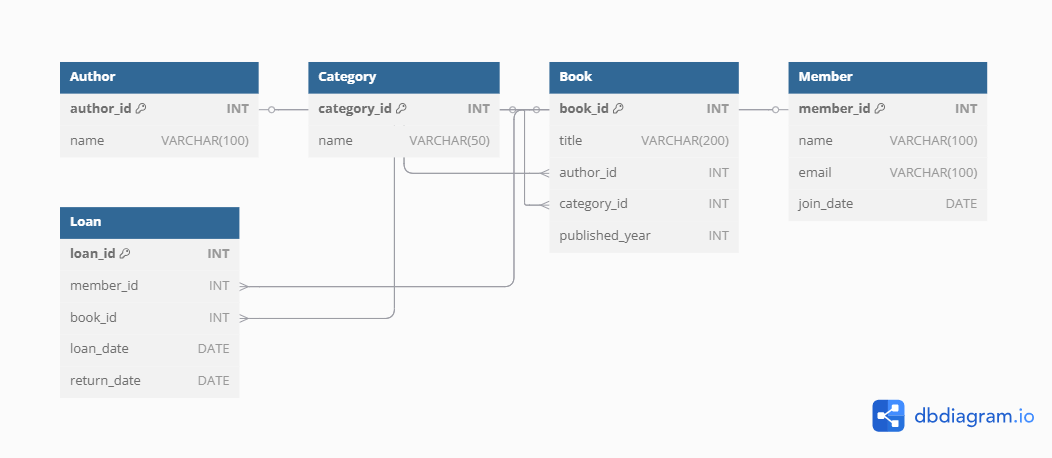 Author
author_id INT
name VARCHAR(100)
Category
category_id INT
name VARCHAR(50)
Book
book_id INT
title VARCHAR(200)
author_id INT
category_id INT
published_year INT
Member
member_id INT
name VARCHAR(100)
email VARCHAR(100)
join_date DATE
Loan
loan_id INT
member_id INT
book_id INT
loan_date DATE
return_date DATE
dbdiagram.io